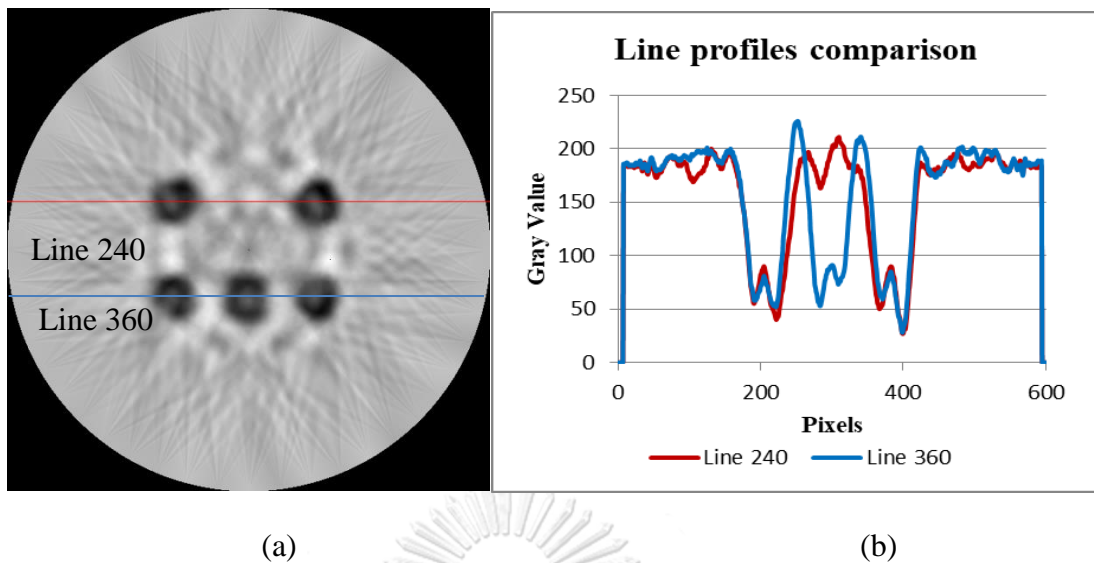 Line 240
Line 360
(a)
Line profiles comparison
Gray Value
250
200
150
100
50
0
0 200 400 600
Pixels
Line 240 Line 360
(b)